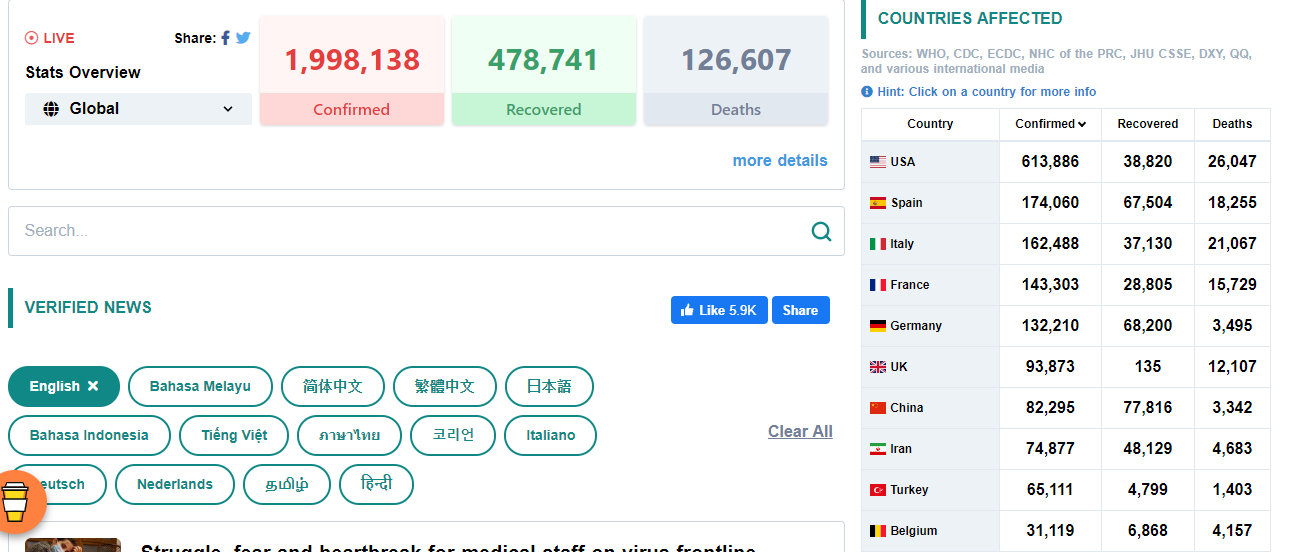 LIVE
Share:
Stats Overview
Global
1,998,138
Confirmed
478,741
Recovered
126,607
Deaths
more details
Search...
VERIFIED NEWS
Like 5.9K Share
English × Bahasa Melayu 简体中文 繁體中文 日本語
Bahasa Indonesia Tiếng Việt ภาษาไทย 코리언 Italiano
eutsch Nederlands தமிழ் हिन्दी
Clear All
Struggle, fear and heartbreak for medical staff on virus frontline
COUNTRIES AFFECTED
Sources: WHO, CDC, ECDC, NHC of the PRC, JHU CSSE, DXY, QQ,
and various international media
Hint: Click on a country for more info
Country Confirmed Recovered Deaths
USA 613,886 38,820 26,047
Spain 174,060 67,504 18,255
Italy 162,488 37,130 21,067
France 143,303 28,805 15,729
Germany 132,210 68,200 3,495
UK 93,873 135 12,107
China 82,295 77,816 3,342
Iran 74,877 48,129 4,683
Turkey 65,111 4,799 1,403
Belgium 31,119 6,868 4,157